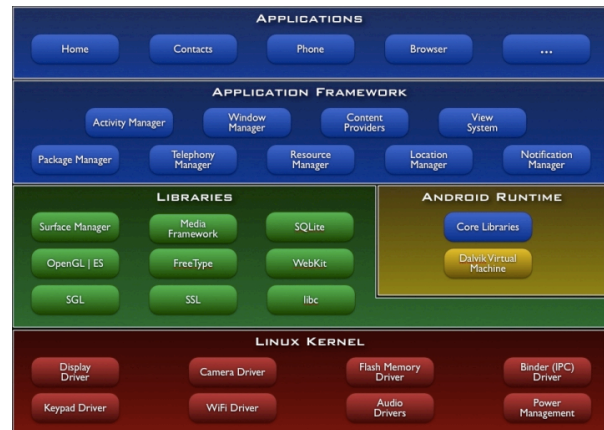 APPLICATIONS
Home Contacts Phone Browser ...
APPLICATION FRAMEWORK
Activity Manager Window Manager Content Providers View System
Package Manager Telephony Manager Resource Manager Location Manager Notification Manager
LIBRARIES
Surface Manager Media Framework SQLite
OpenGL | ES FreeType WebKit
SGL SSL libc
ANDROID RUNTIME
Core Libraries
Dalvik Virtual Machine
LINUX KERNEL
Display Driver Camera Driver Flash Memory Driver Binder (IPC) Driver
Keypad Driver WiFi Driver Audio Drivers Power Management